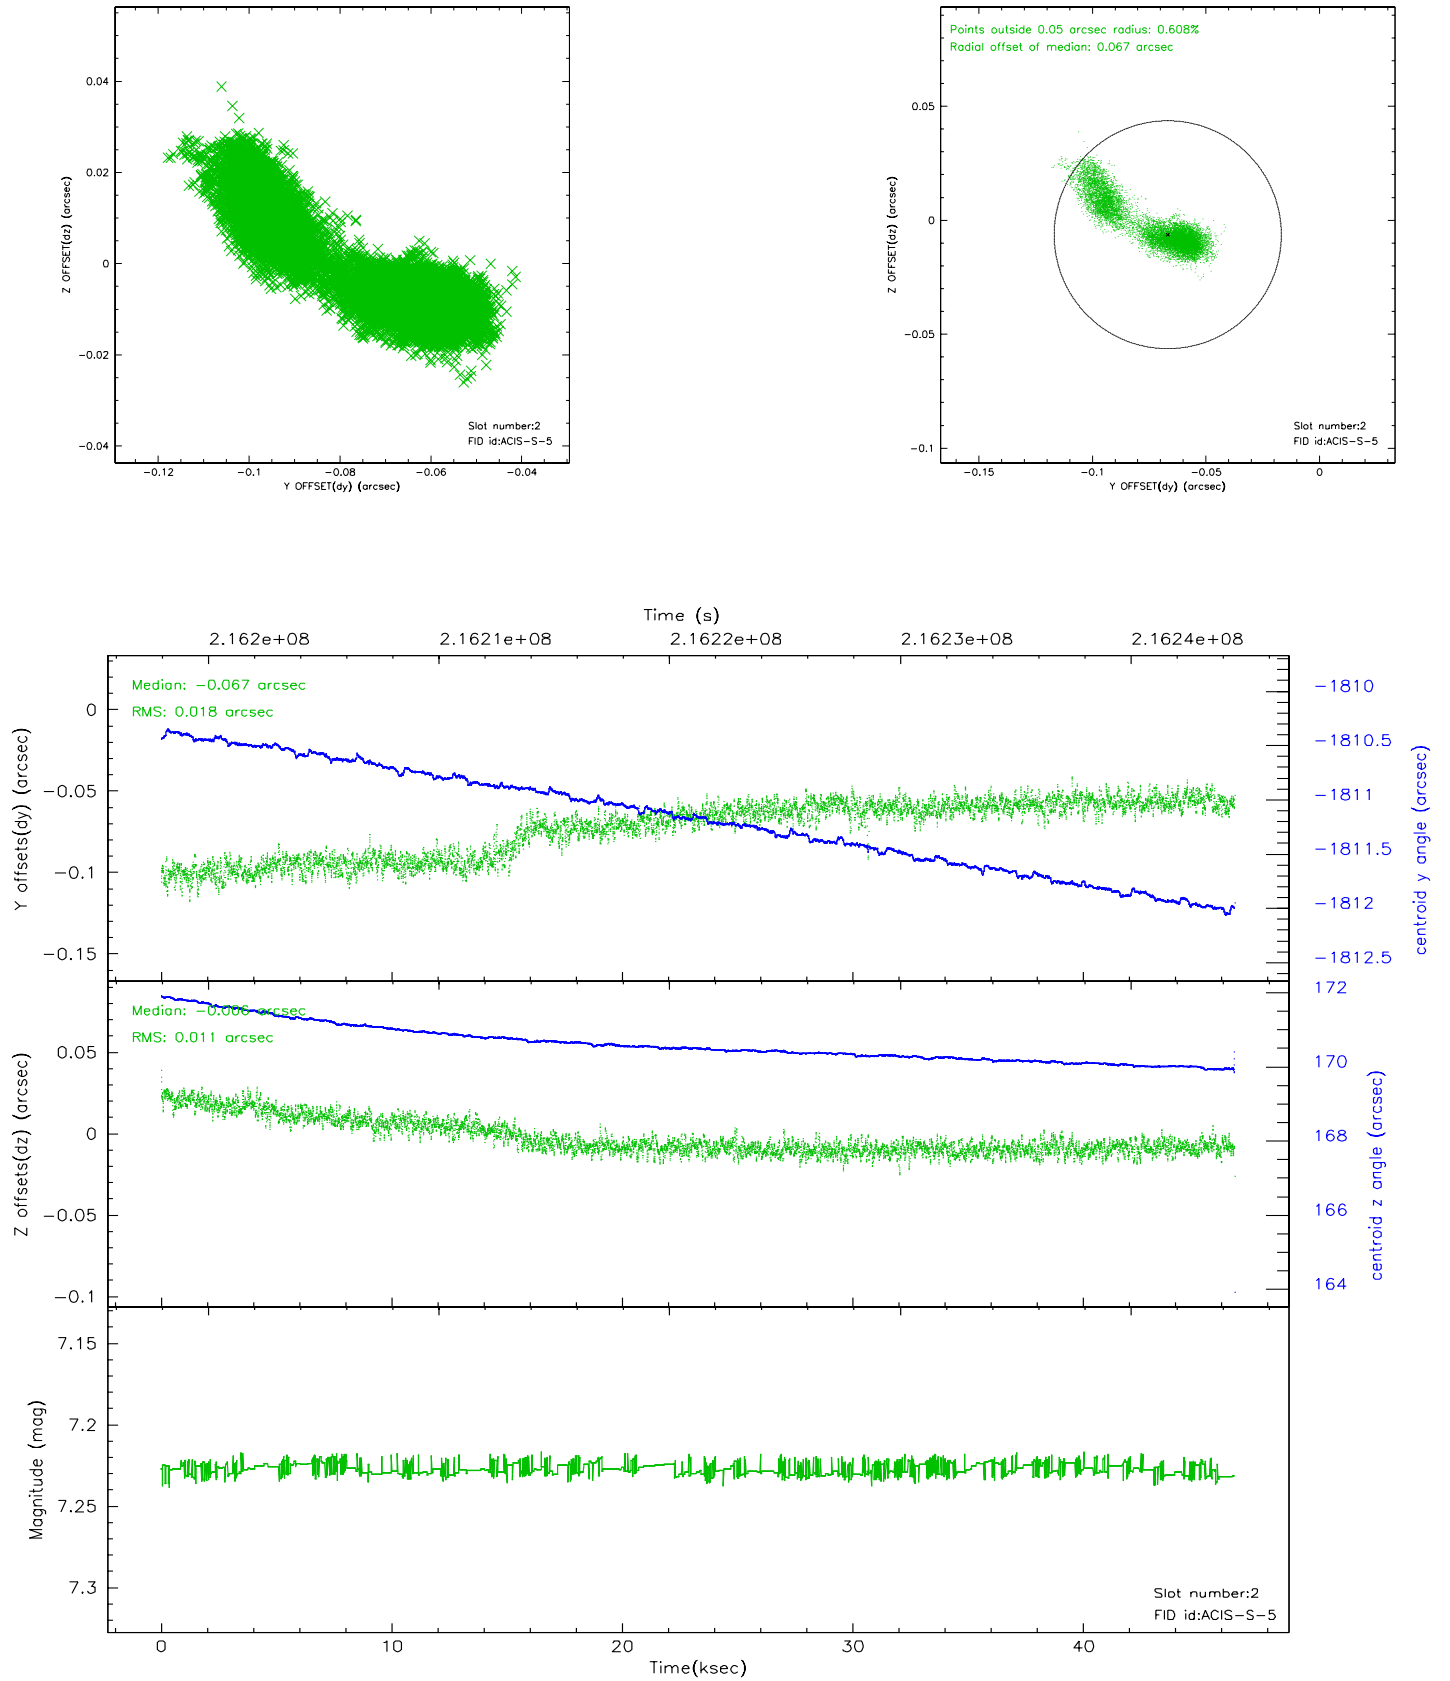 0.04
0.02
0
-0.02
-0.04
Z OFFSET(dz) (arcsec)
Slot number:2
FID id:ACIS-S-5
-0.12 -0.1 -0.08 -0.06 -0.04
Y OFFSET(dy) (arcsec)
Points outside 0.05 arcsec radius: 0.608%
Radial offset of median: 0.067 arcsec
0.05
0
-0.05
-0.1
Z OFFSET(dz) (arcsec)
Slot number:2
FID id:ACIS-S-5
-0.15 -0.1 -0.05 0
Y OFFSET(dy) (arcsec)
Time (s)
2.162e+08 2.1621e+08 2.1622e+08 2.1623e+08 2.1624e+08
Median: -0.067 arcsec
RMS: 0.018 arcsec
0
-0.05
-0.1
-0.15
Y offsets(dy) (arcsec)
-1810
-1810.5
-1811
-1811.5
-1812
-1812.5
centroid y angle (arcsec)
Median: -0.006 arcsec
RMS: 0.011 arcsec
0.05
0
-0.05
-0.1
Z offsets(dz) (arcsec)
172
170
168
166
164
centroid z angle (arcsec)
7.15
7.2
7.25
7.3
Magnitude (mag)
Slot number:2
FID id:ACIS-S-5
0 10 20 30 40
Time(ksec)